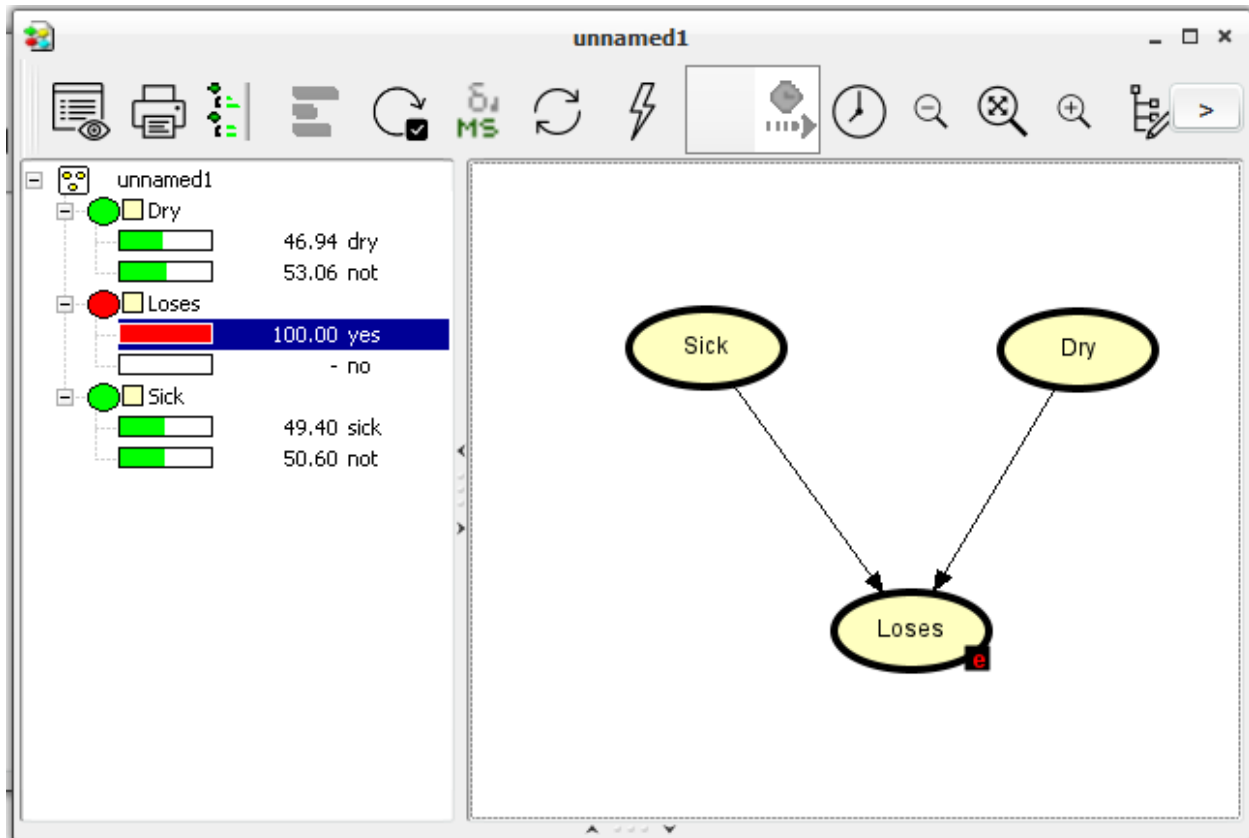 unnamed1
δ
MS
>
unnamed1
Dry
46.94 dry
53.06 not
Loses
100.00 yes
- no
Sick
49.40 sick
50.60 not
Sick
Dry
Loses
e